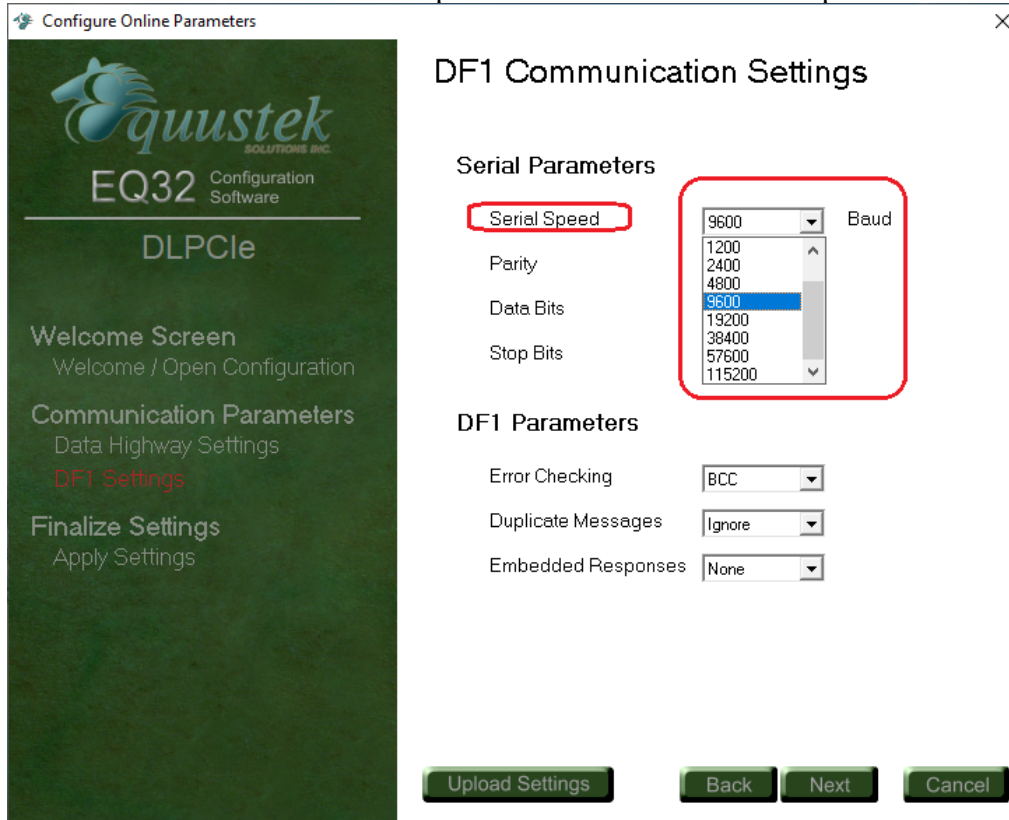 Configure Online Parameters
Equustek
SOLUTIONS INC.
EQ32 Configuration Software
DLPCIe
Welcome Screen
Welcome / Open Configuration
Communication Parameters
Data Highway Settings
DF1 Settings
Finalize Settings
Apply Settings
DF1 Communication Settings
Serial Parameters
Serial Speed 9600 Baud
1200
2400
4800
9600
19200
38400
57600
115200
Parity
Data Bits
Stop Bits
DF1 Parameters
Error Checking BCC
Duplicate Messages Ignore
Embedded Responses None
Upload Settings Back Next Cancel